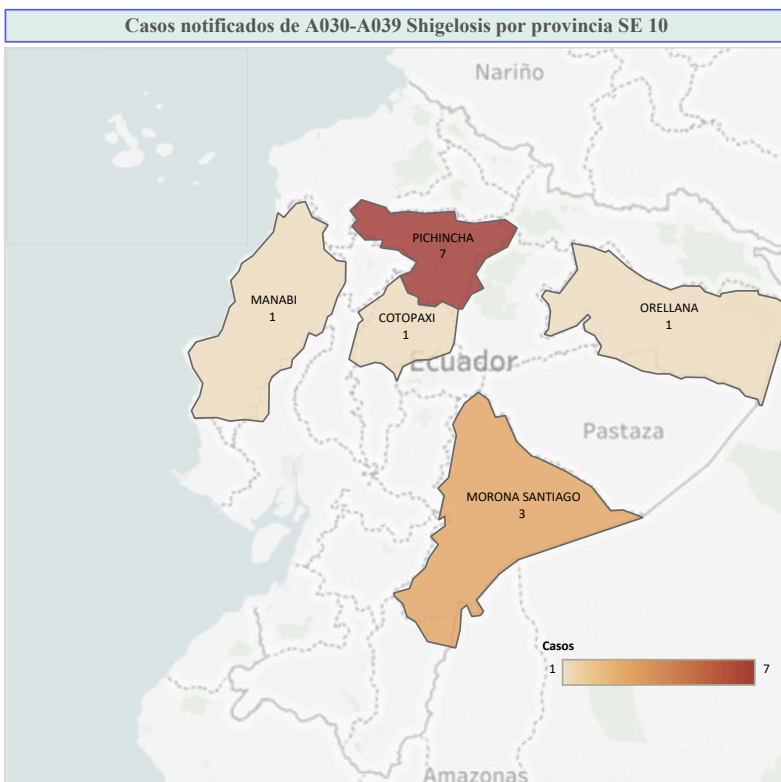 Casos notificados de A030-A039 Shigelosis por provincia SE 10
Nariño
PICHINCHA
7
MANABI
1
COTOPAXI
1
ORELLANA
1
Ecuador
Pastaza
MORONA SANTIAGO
3
Casos
1 7
Amazonas